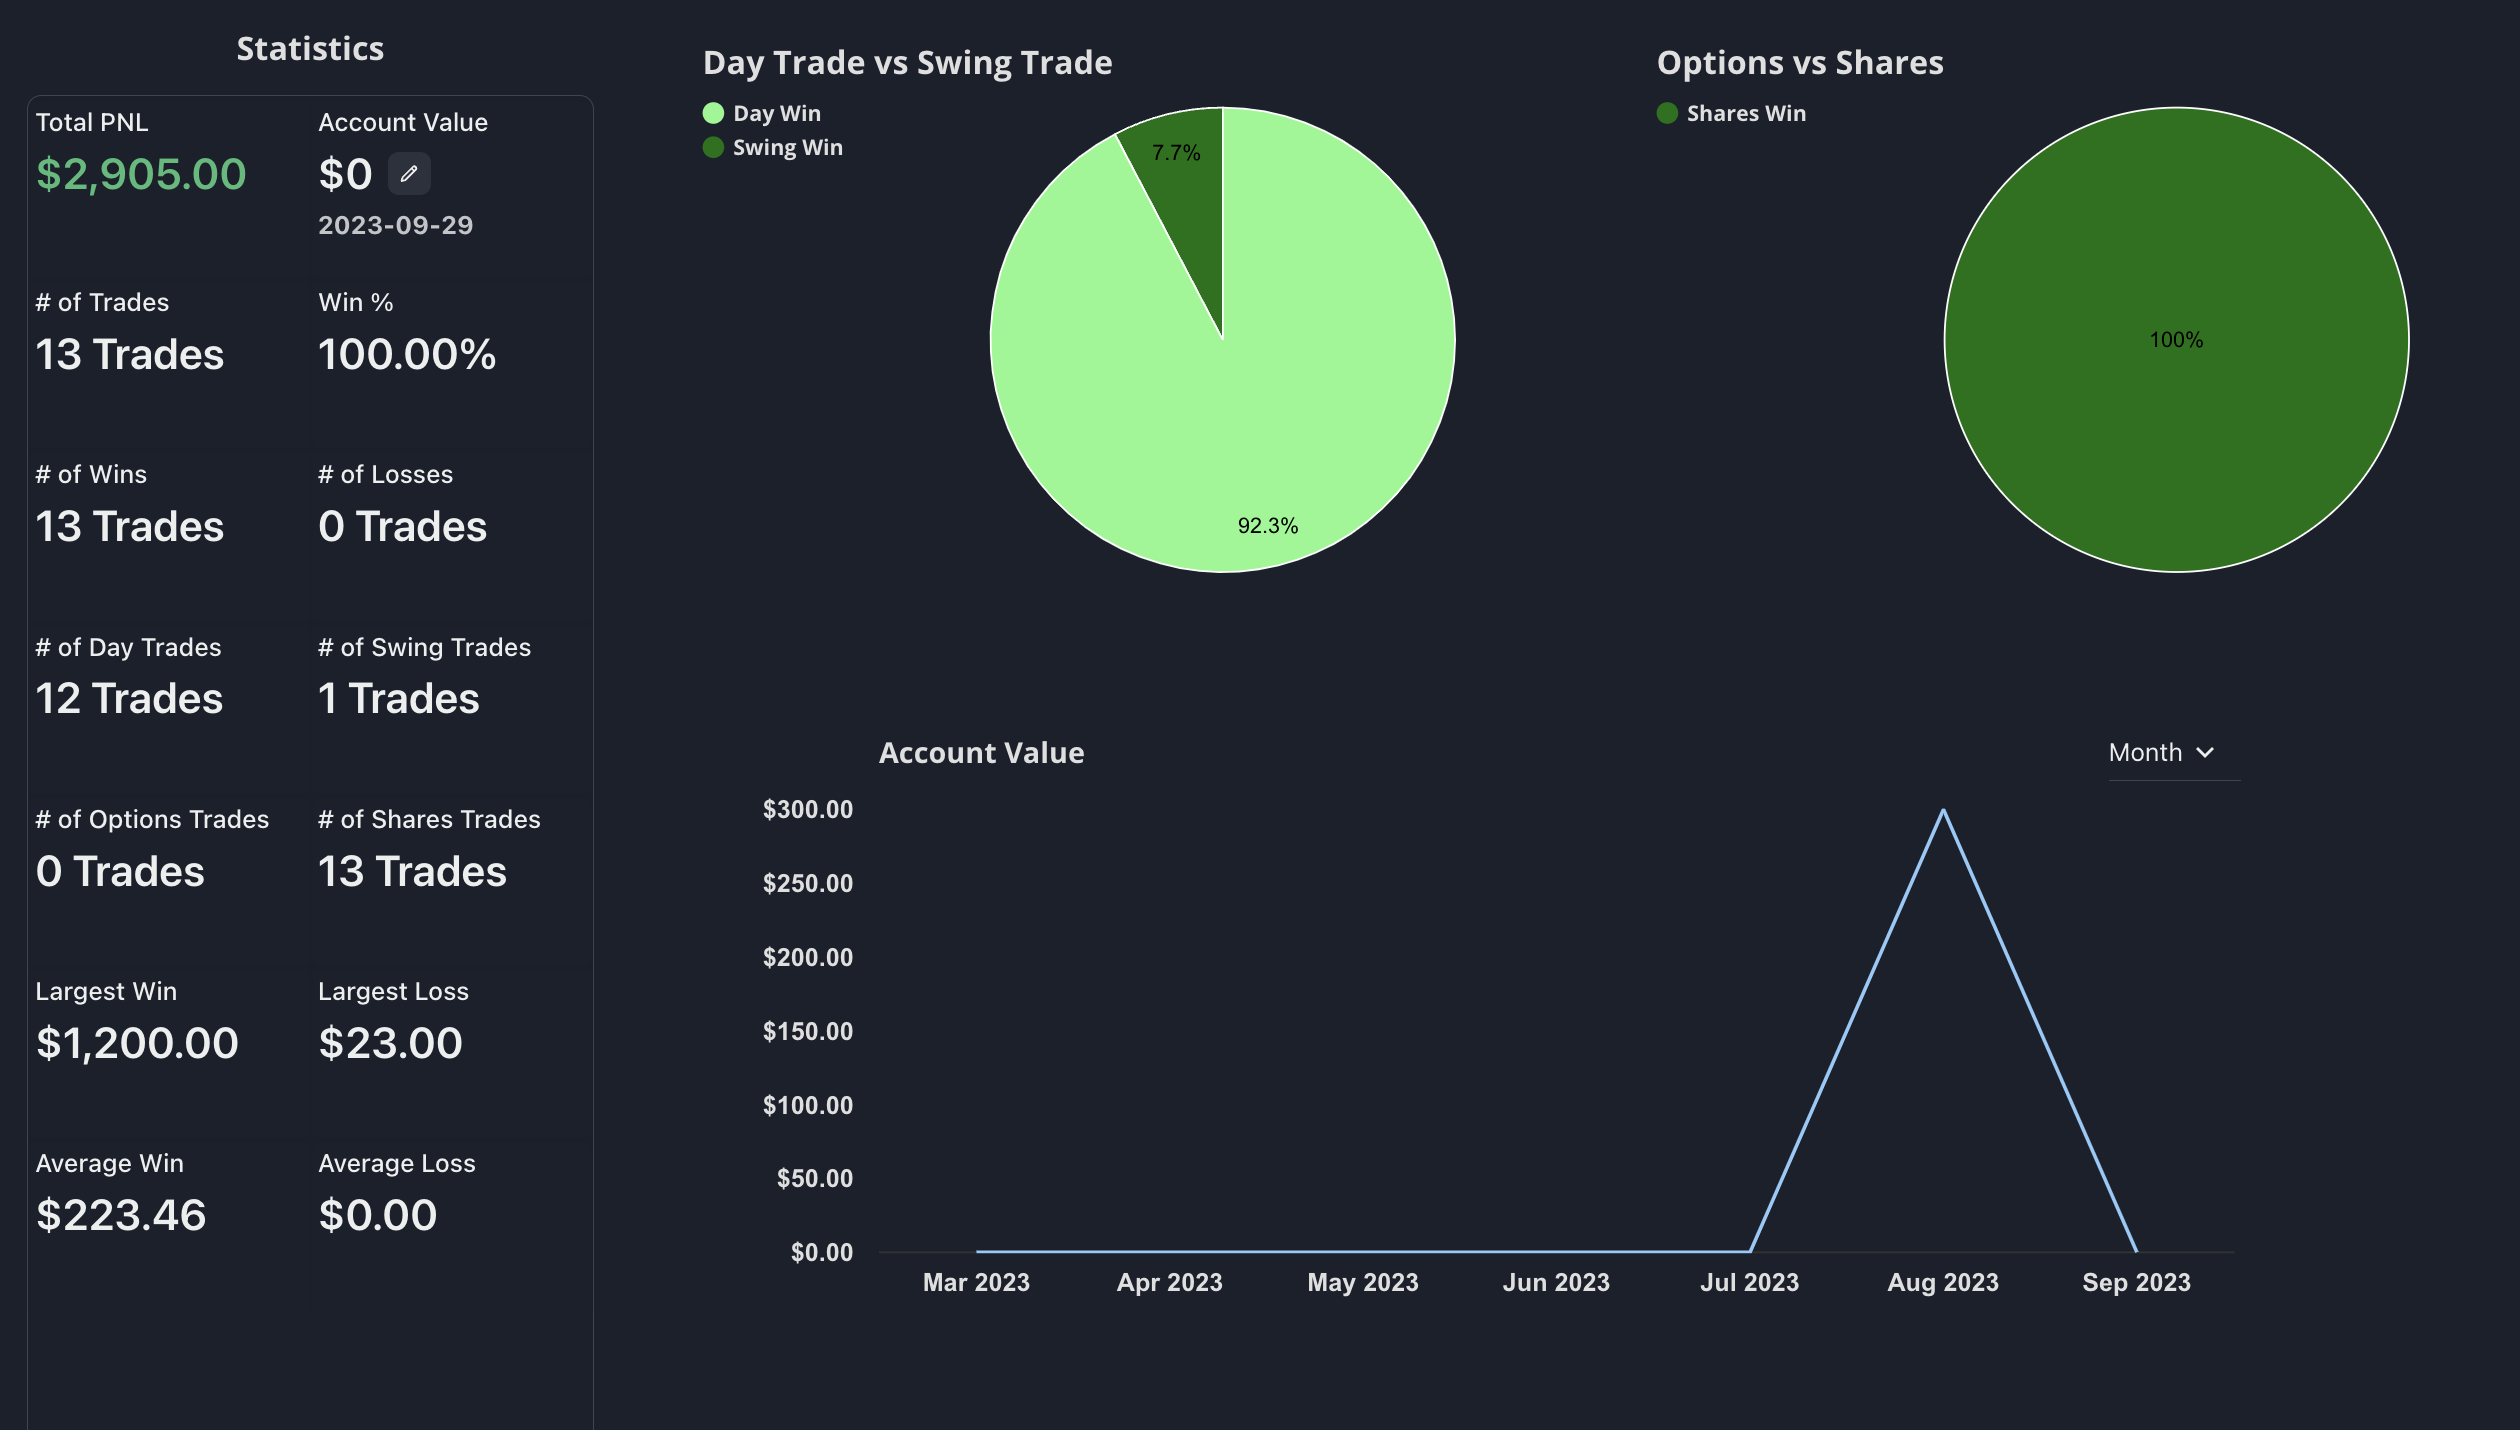 Statistics
Total PNL
$2,905.00
Account Value
$0
2023-09-29
# of Trades
13 Trades
Win %
100.00%
# of Wins
13 Trades
# of Losses
0 Trades
# of Day Trades
12 Trades
# of Swing Trades
1 Trades
# of Options Trades
0 Trades
# of Shares Trades
13 Trades
Largest Win
$1,200.00
Largest Loss
$23.00
Average Win
$223.46
Average Loss
$0.00
Day Trade vs Swing Trade
Day Win
Swing Win
7.7%
92.3%
Options vs Shares
Shares Win
100%
Account Value
Month
$300.00
$250.00
$200.00
$150.00
$100.00
$50.00
$0.00
Mar 2023
Apr 2023
May 2023
Jun 2023
Jul 2023
Aug 2023
Sep 2023